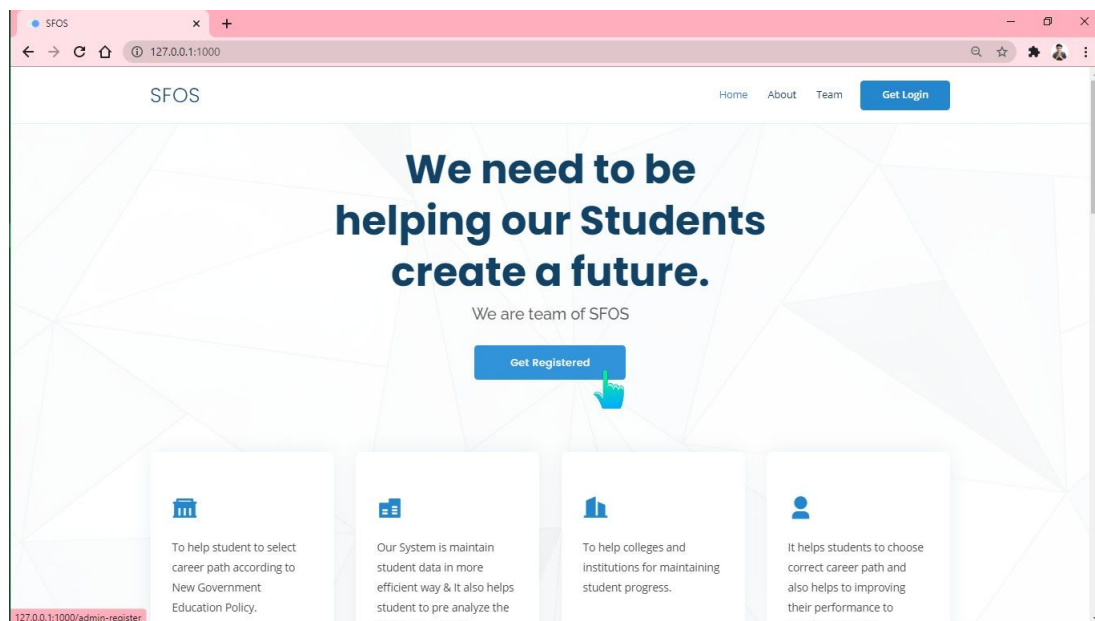 SFOS
127.0.0.1:1000
SFOS
Home About Team Get Login
We need to be
helping our Students
create a future.
We are team of SFOS
Get Registered
To help student to select
career path according to
New Government
Education Policy.
Our System is maintain
student data in more
efficient way & It also helps
student to pre analyze the
To help colleges and
institutions for maintaining
student progress.
It helps students to choose
correct career path and
also helps to improving
their performance to
127.0.0.1:1000/admin-register